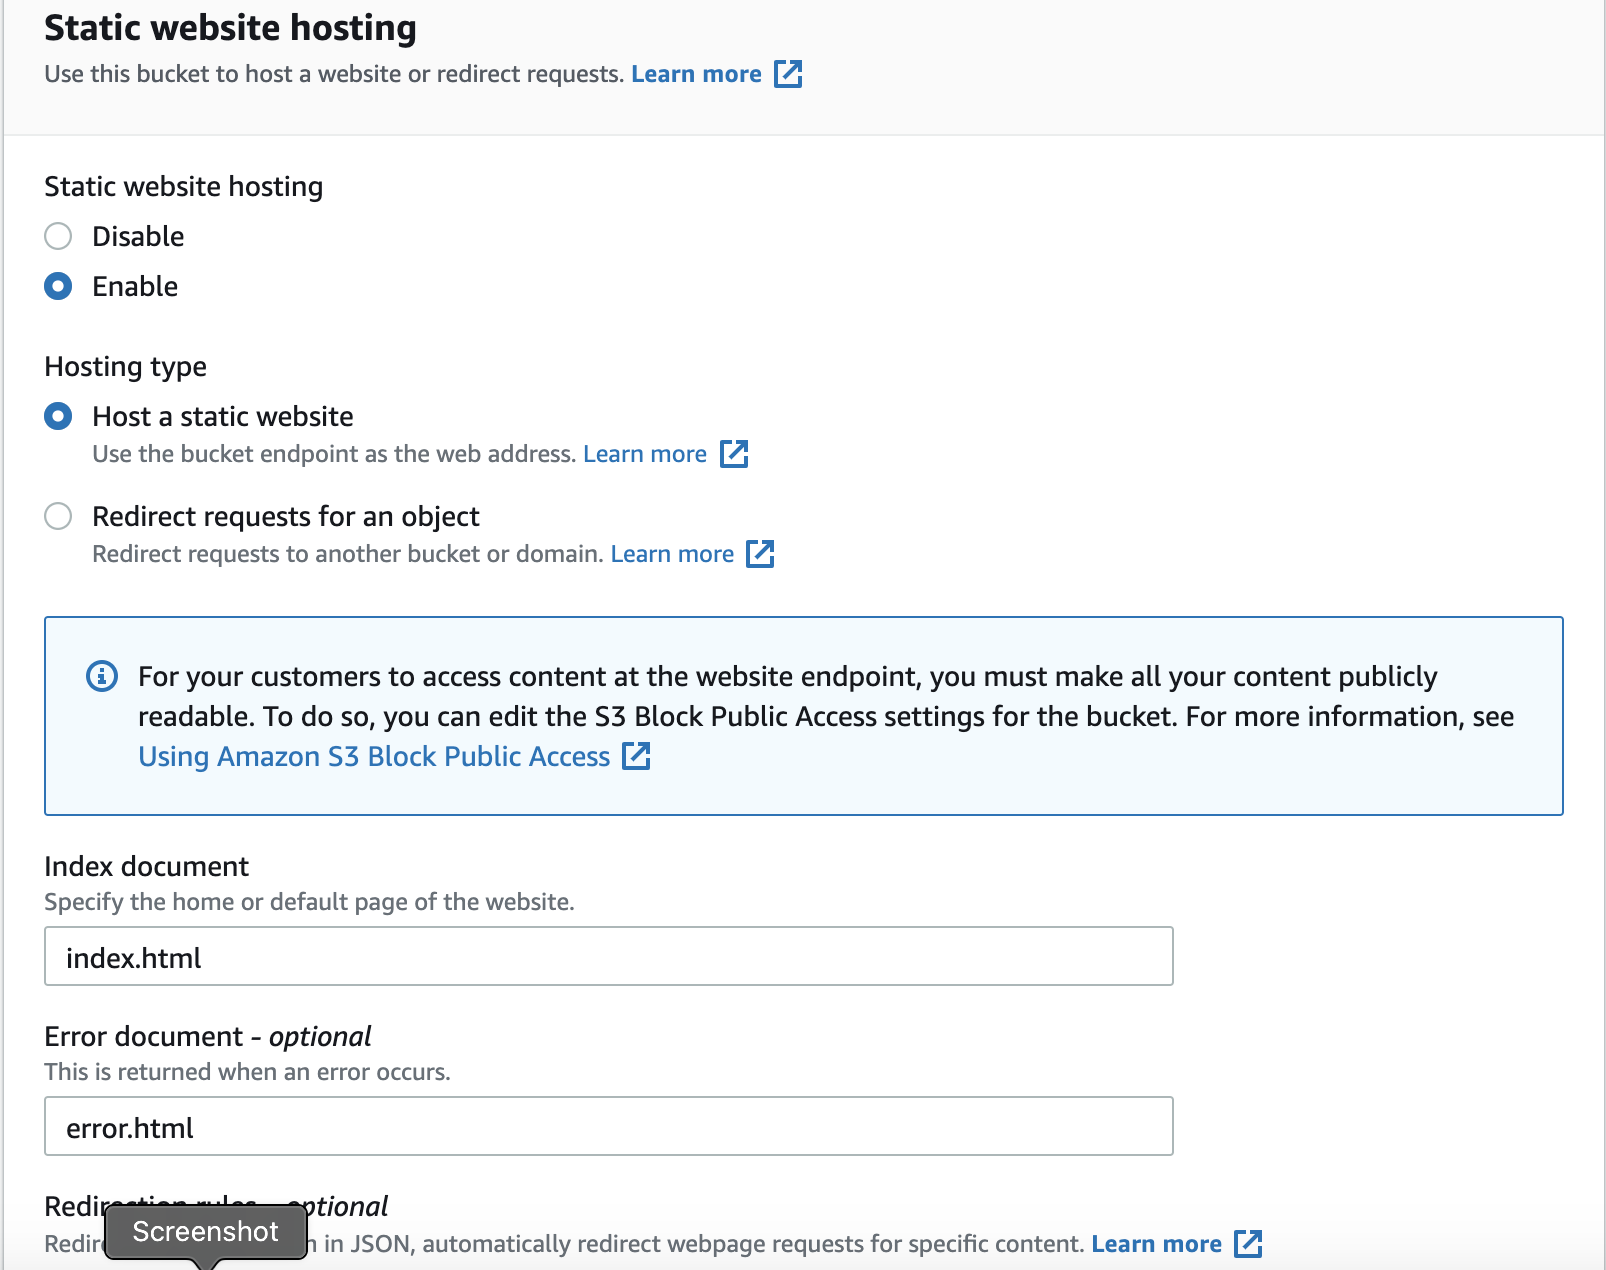 Static website hosting
Use this bucket to host a website or redirect requests. Learn more
Static website hosting
Disable
Enable
Hosting type
Host a static website
Use the bucket endpoint as the web address. Learn more
Redirect requests for an object
Redirect requests to another bucket or domain. Learn more
For your customers to access content at the website endpoint, you must make all your content publicly
readable. To do so, you can edit the S3 Block Public Access settings for the bucket. For more information, see
Using Amazon S3 Block Public Access
Index document
Specify the home or default page of the website.
index.html
Error document - optional
This is returned when an error occurs.
error.html
Redirection rules - optional
Screenshot
in JSON, automatically redirect webpage requests for specific content. Learn more